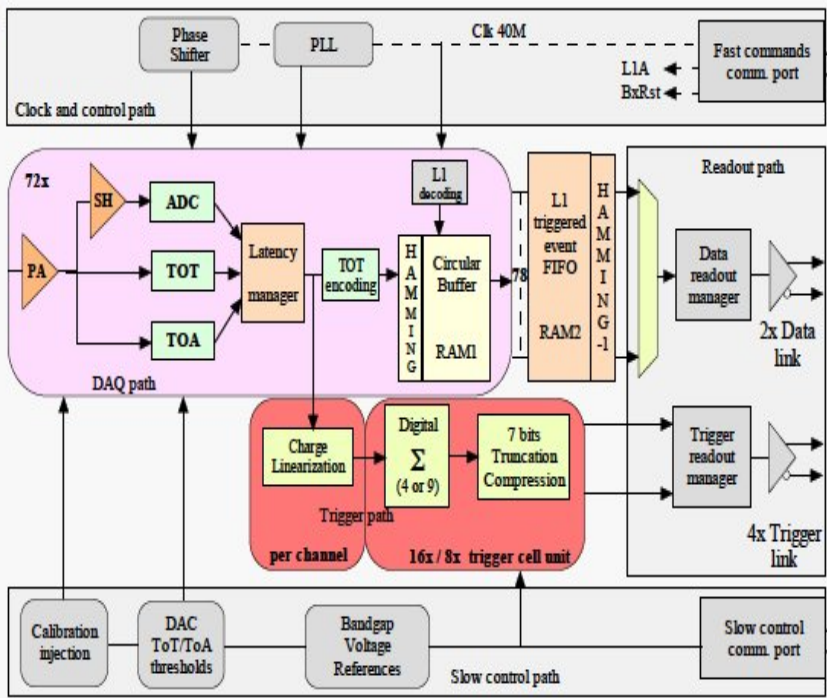 Phase
Shifter
PLL
Clk 40M
Fast commands
comm. port
L1A
BxRst
Clock and control path
72x
PA
SH
ADC
TOT
TOA
Latency
manager
TOT
encoding
L1
decoding
HAMMING
Circular
Buffer
RAM1
DAQ path
78
L1
triggered
event
FIFO
RAM2
HAMMING-1
Readout path
Data
readout
manager
2x Data
link
Charge
Linearization
Digital
Σ
(4 or 9)
7 bits
Truncation
Compression
Trigger path
per channel
16x / 8x trigger cell unit
Trigger
readout
manager
4x Trigger
link
Calibration
injection
DAC
ToT/ToA
thresholds
Bandgap
Voltage
References
Slow control path
Slow control
comm. port